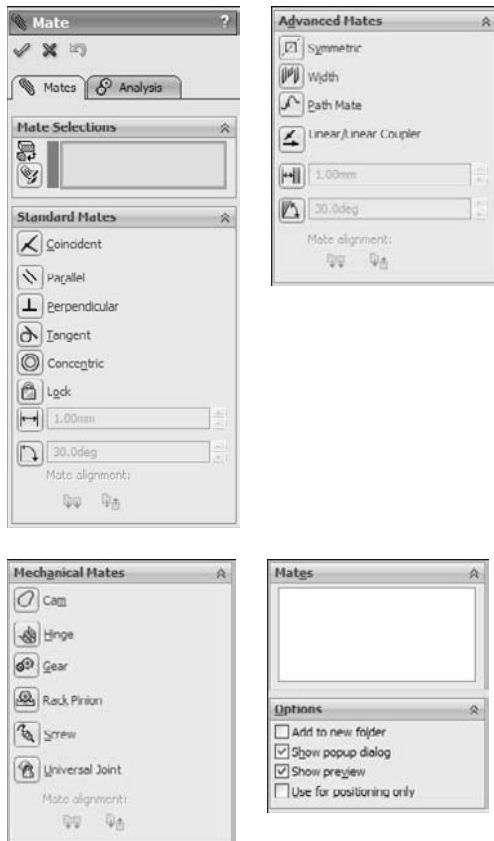 Mate ?
Mates Analysis
Mate Selections
Standard Mates
Coincident
Parallel
Perpendicular
Tangent
Concentric
Lock
1.00mm
30.0deg
Mate alignment:
Advanced Mates
Symmetric
Width
Path Mate
Linear/Linear Coupler
1.00mm
30.0deg
Mate alignment:
Mechanical Mates
Cam
Hinge
Gear
Rack Pinion
Screw
Universal Joint
Mate alignment:
Mates
Options
Add to new folder
Show popup dialog
Show preview
Use for positioning only